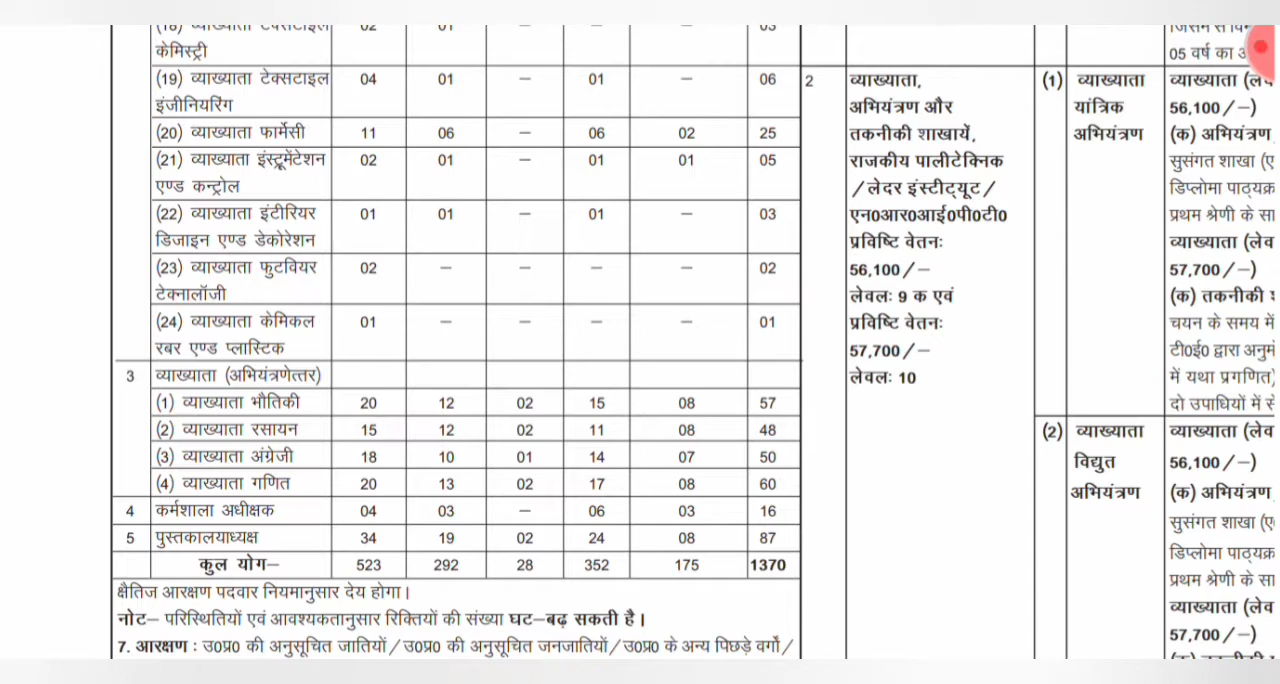 केमिस्ट्री
(19) व्याख्याता टेक्सटाइल 04 01 — 01 — 06
इंजीनियरिंग
(20) व्याख्याता फार्मेसी 11 06 — 06 02 25
(21) व्याख्याता इंस्ट्रूमेंटेशन 02 01 — 01 01 05
एण्ड कन्ट्रोल
(22) व्याख्याता इंटीरियर 01 01 — 01 — 03
डिजाइन एण्ड डेकोरेशन
(23) व्याख्याता फुटवियर 02 — — — — 02
टेक्नालॉजी
(24) व्याख्याता केमिकल 01 — — — — 01
रबर एण्ड प्लास्टिक
3 व्याख्याता (अभियंत्रणेत्तर)
(1) व्याख्याता भौतिकी 20 12 02 15 08 57
(2) व्याख्याता रसायन 15 12 02 11 08 48
(3) व्याख्याता अंग्रेजी 18 10 01 14 07 50
(4) व्याख्याता गणित 20 13 02 17 08 60
4 कर्मशाला अधीक्षक 04 03 — 06 03 16
5 पुस्तकालयाध्यक्ष 34 19 02 24 08 87
कुल योग— 523 292 28 352 175 1370
क्षैतिज आरक्षण पदवार नियमानुसार देय होगा।
नोट— परिस्थितियों एवं आवश्यकतानुसार रिक्तियों की संख्या घट—बढ़ सकती है।
7. आरक्षण : उ0प्र0 की अनुसूचित जातियों/उ0प्र0 की अनुसूचित जनजातियों/उ0प्र0 के अन्य पिछड़े वर्गों/
2 व्याख्याता,
अभियंत्रण और
तकनीकी शाखायें,
राजकीय पालीटेक्निक
/लेदर इंस्टीट्यूट/
एन0आर0आई0पी0टी0
प्रविष्टि वेतनः
56,100/—
लेवलः 9 क एवं
प्रविष्टि वेतनः
57,700/—
लेवलः 10
(1) व्याख्याता
यांत्रिक
अभियंत्रण
05 वर्ष का
व्याख्याता
56,100/—)
(क) अभियंत्रण
सुसंगत शाखा
डिप्लोमा
प्रथम श्रेणी के
व्याख्याता
57,700/—)
(क) तकनीकी
चयन के समय में
टी0ई0 द्वारा
में यथा प्रगणित)
दो उपाधियों में
(2) व्याख्याता
विद्युत
अभियंत्रण
व्याख्याता
56,100/—)
(क) अभियंत्रण
सुसंगत शाखा
डिप्लोमा
प्रथम श्रेणी के
व्याख्याता
57,700/—)